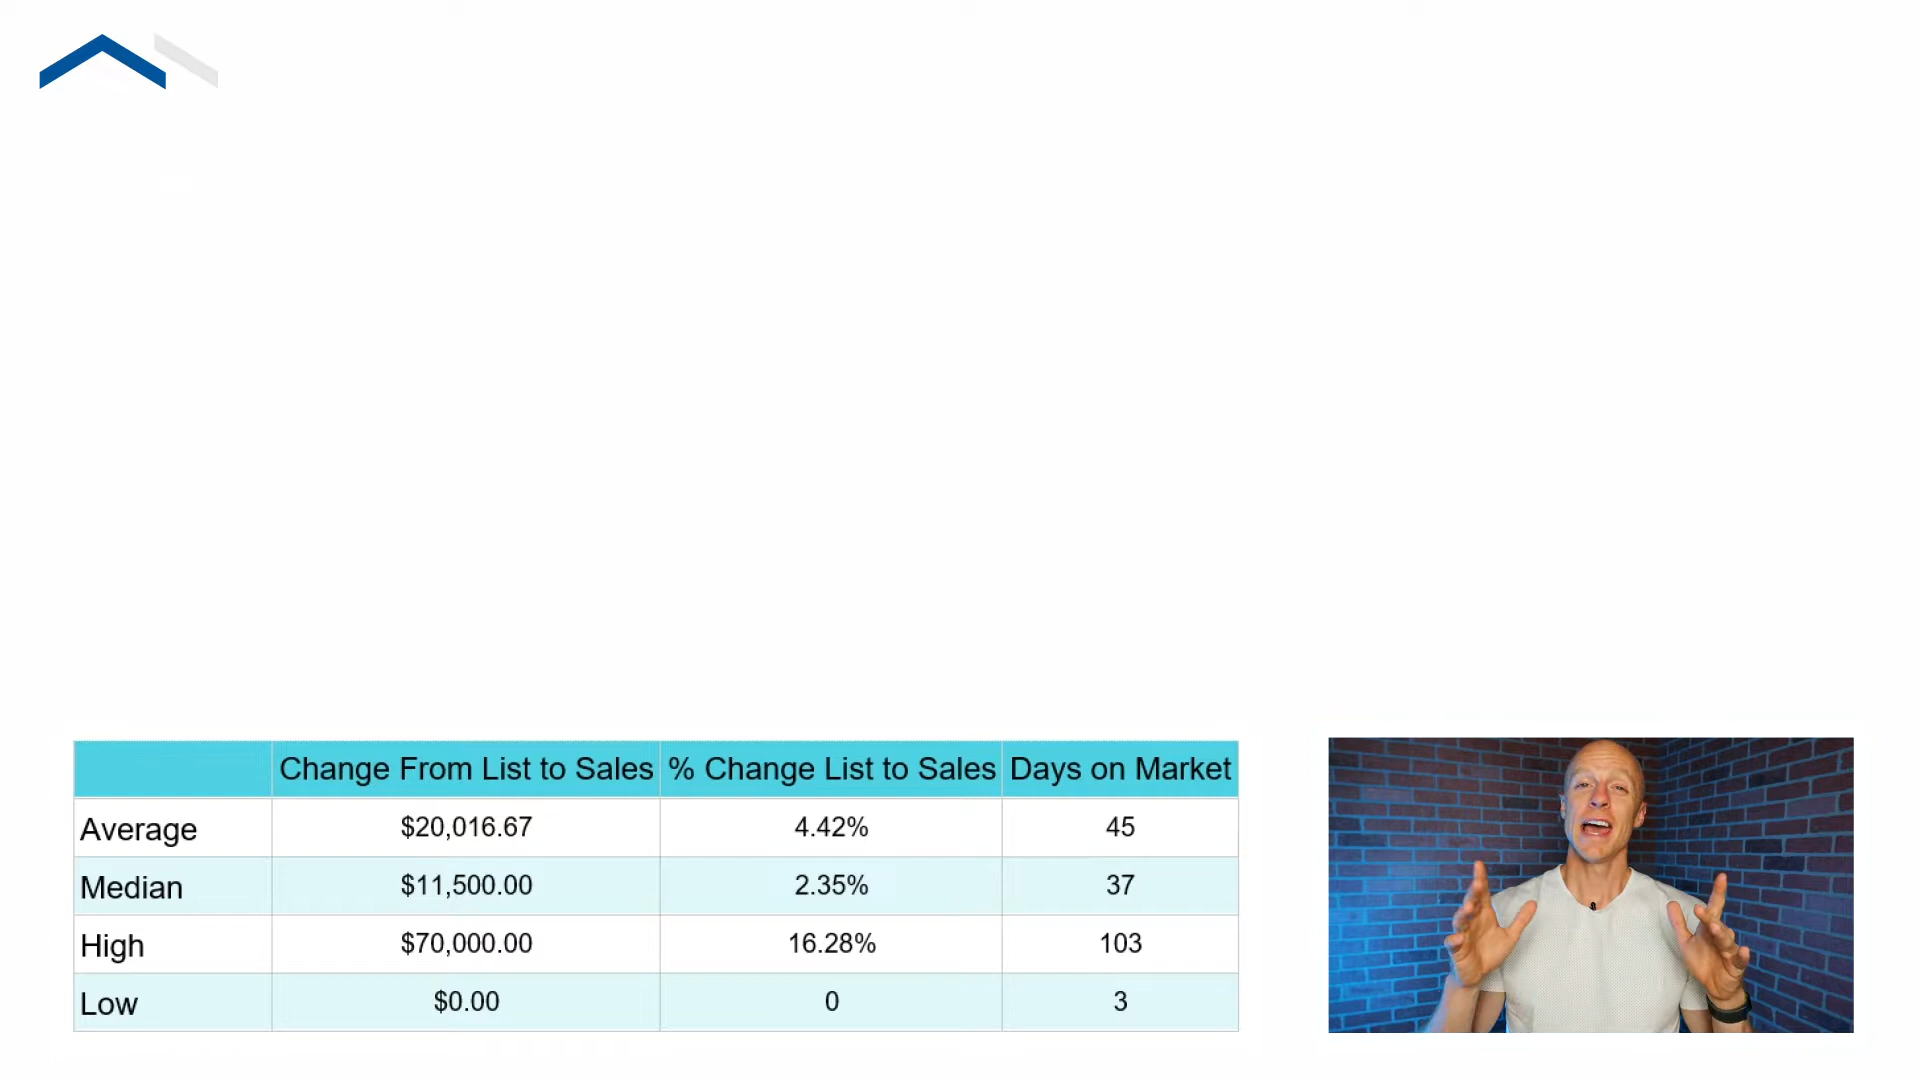 Change From List to Sales % Change List to Sales Days on Market
Average $20,016.67 4.42% 45
Median $11,500.00 2.35% 37
High $70,000.00 16.28% 103
Low $0.00 0 3